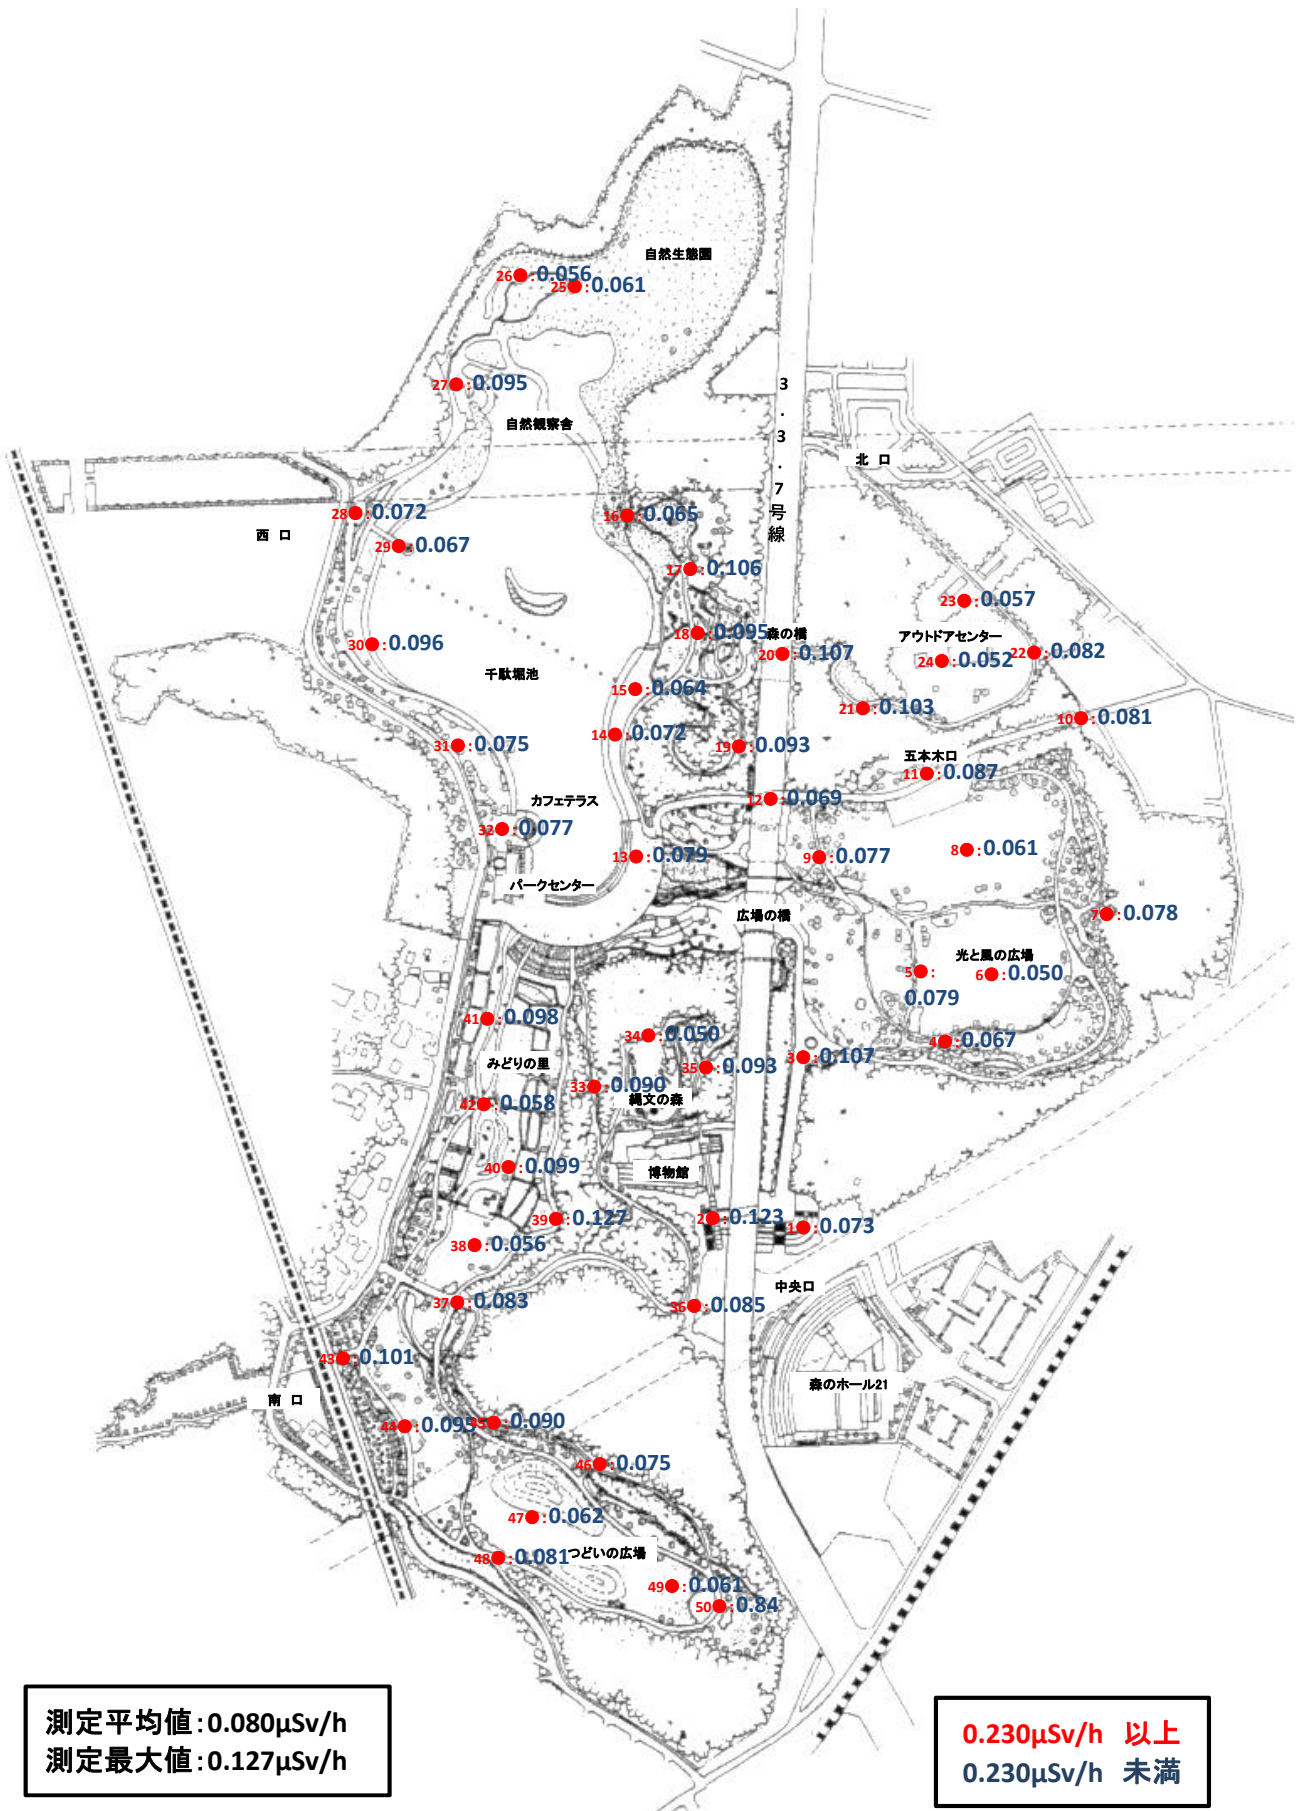 自然生態園
26:0.056
25:0.061
27:0.095
3・3・7号線
自然観察舎
北 口
28:0.072
16:0.065
西 口
29:0.067
17:0.106
23:0.057
18:0.095
森の橋
アウトドアセンター
30:0.096
20:0.107
24:0.052
22:0.082
千駄堀池
15:0.064
21:0.103
10:0.081
14:0.072
31:0.075
19:0.093
五本木口
11:0.087
カフェテラス
12:0.069
32:0.077
13:0.079
9:0.077
8:0.061
パークセンター
広場の橋
7:0.078
光と風の広場
5:
0.079
6:0.050
41:0.098
34:0.050
4:0.067
みどりの里
35:0.093
3:0.107
33:0.090
縄文の森
42:0.058
40:0.099
博物館
39:0.127
2:0.123
1:0.073
38:0.056
中央口
37:0.083
36:0.085
43:0.101
森のホール21
南 口
44:0.095
45:0.090
46:0.075
47:0.062
48:0.081
つどいの広場
49:0.061
50:0.84
測定平均値:0.080μSv/h
測定最大値:0.127μSv/h
0.230μSv/h 以上
0.230μSv/h 未満